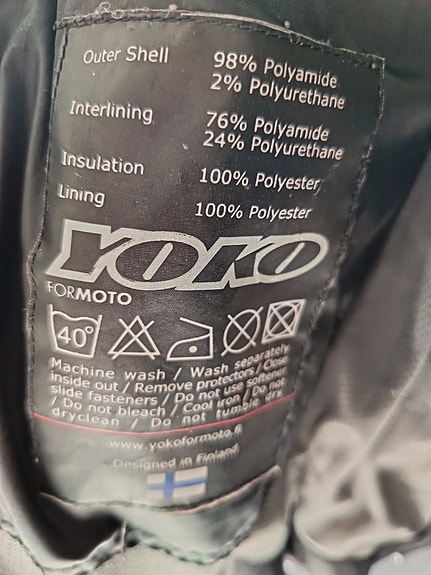 Outer Shell 98% Polyamide
2% Polyurethane
Interlining 76% Polyamide
24% Polyurethane
Insulation 100% Polyester
Lining 100% Polyester
YOKO
FORMOTO
40°
Machine wash / Wash separately
inside out / Remove protectors / Close
slide fasteners / Do not use softener
/ Do not bleach / Cool iron / Do not
dryclean / Do not tumble dry
www.yokoformoto.fi
Designed in Finland